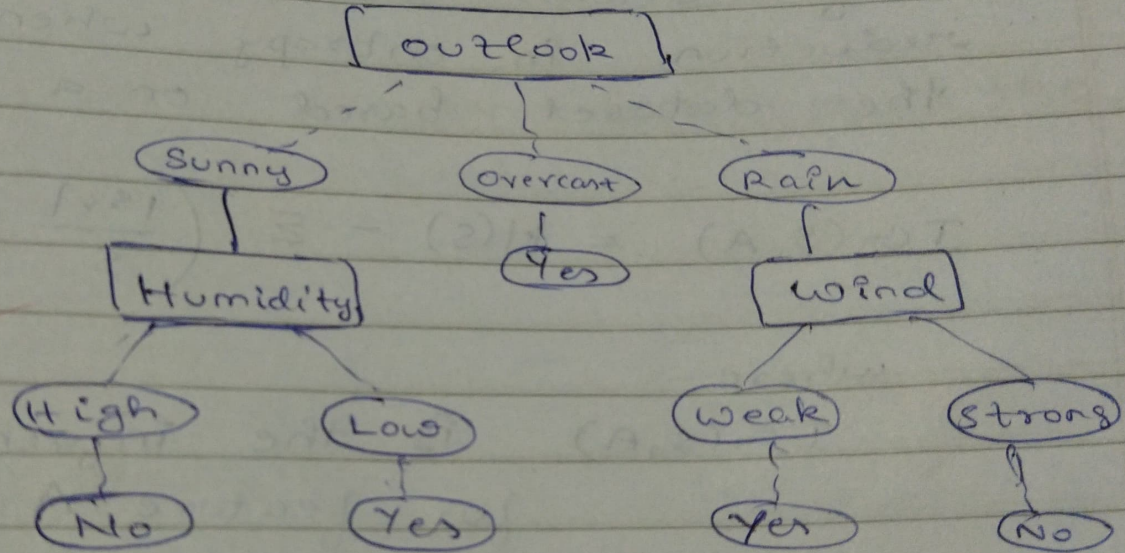 Outlook
Sunny Overcast Rain
Yes
Humidity Wind
High Low Weak Strong
No Yes Yes No